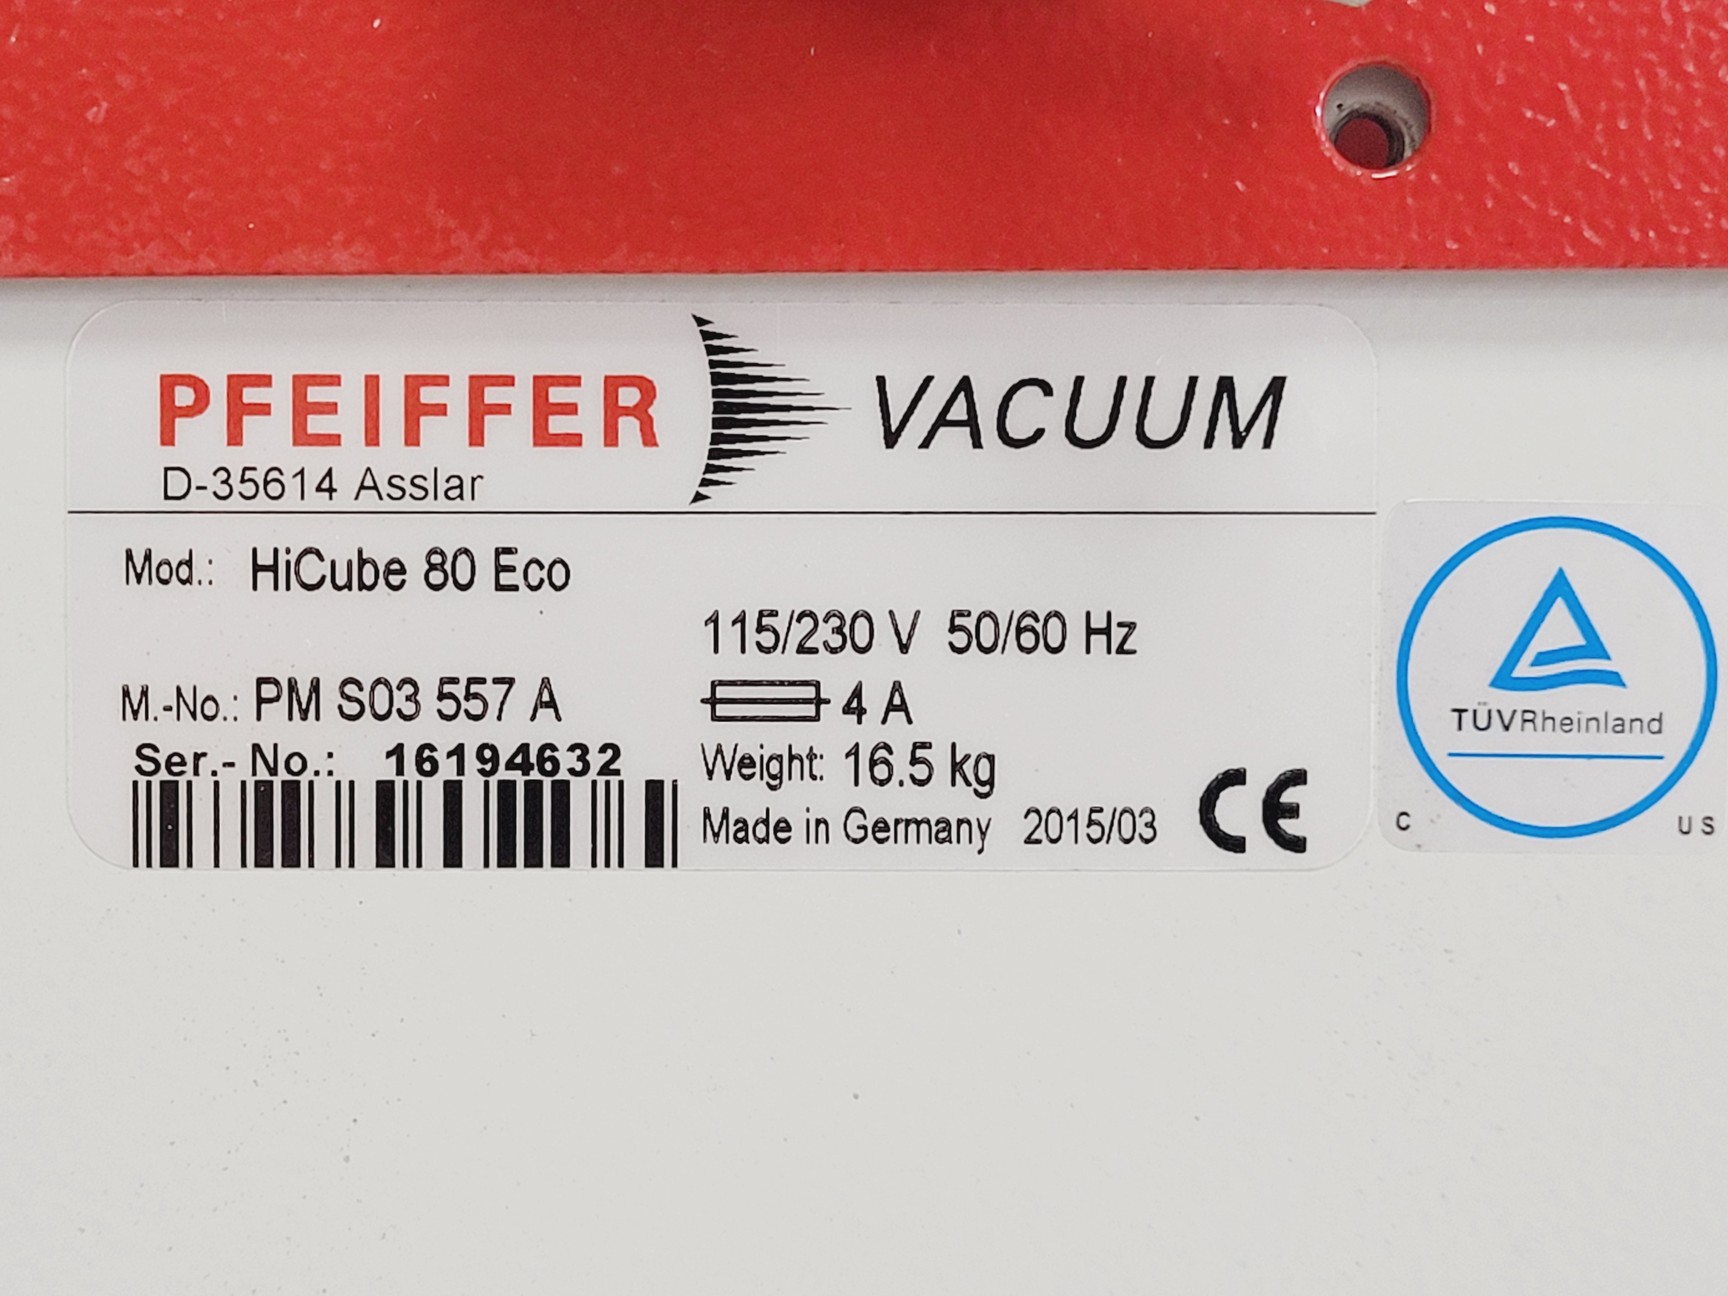 PFEIFFER VACUUM
D-35614 Asslar
Mod.: HiCube 80 Eco
115/230 V 50/60 Hz
M.-No.: PM S03 557 A
4 A
Ser.- No.: 16194632
Weight: 16.5 kg
Made in Germany 2015/03 CE
TÜVRheinland
C US